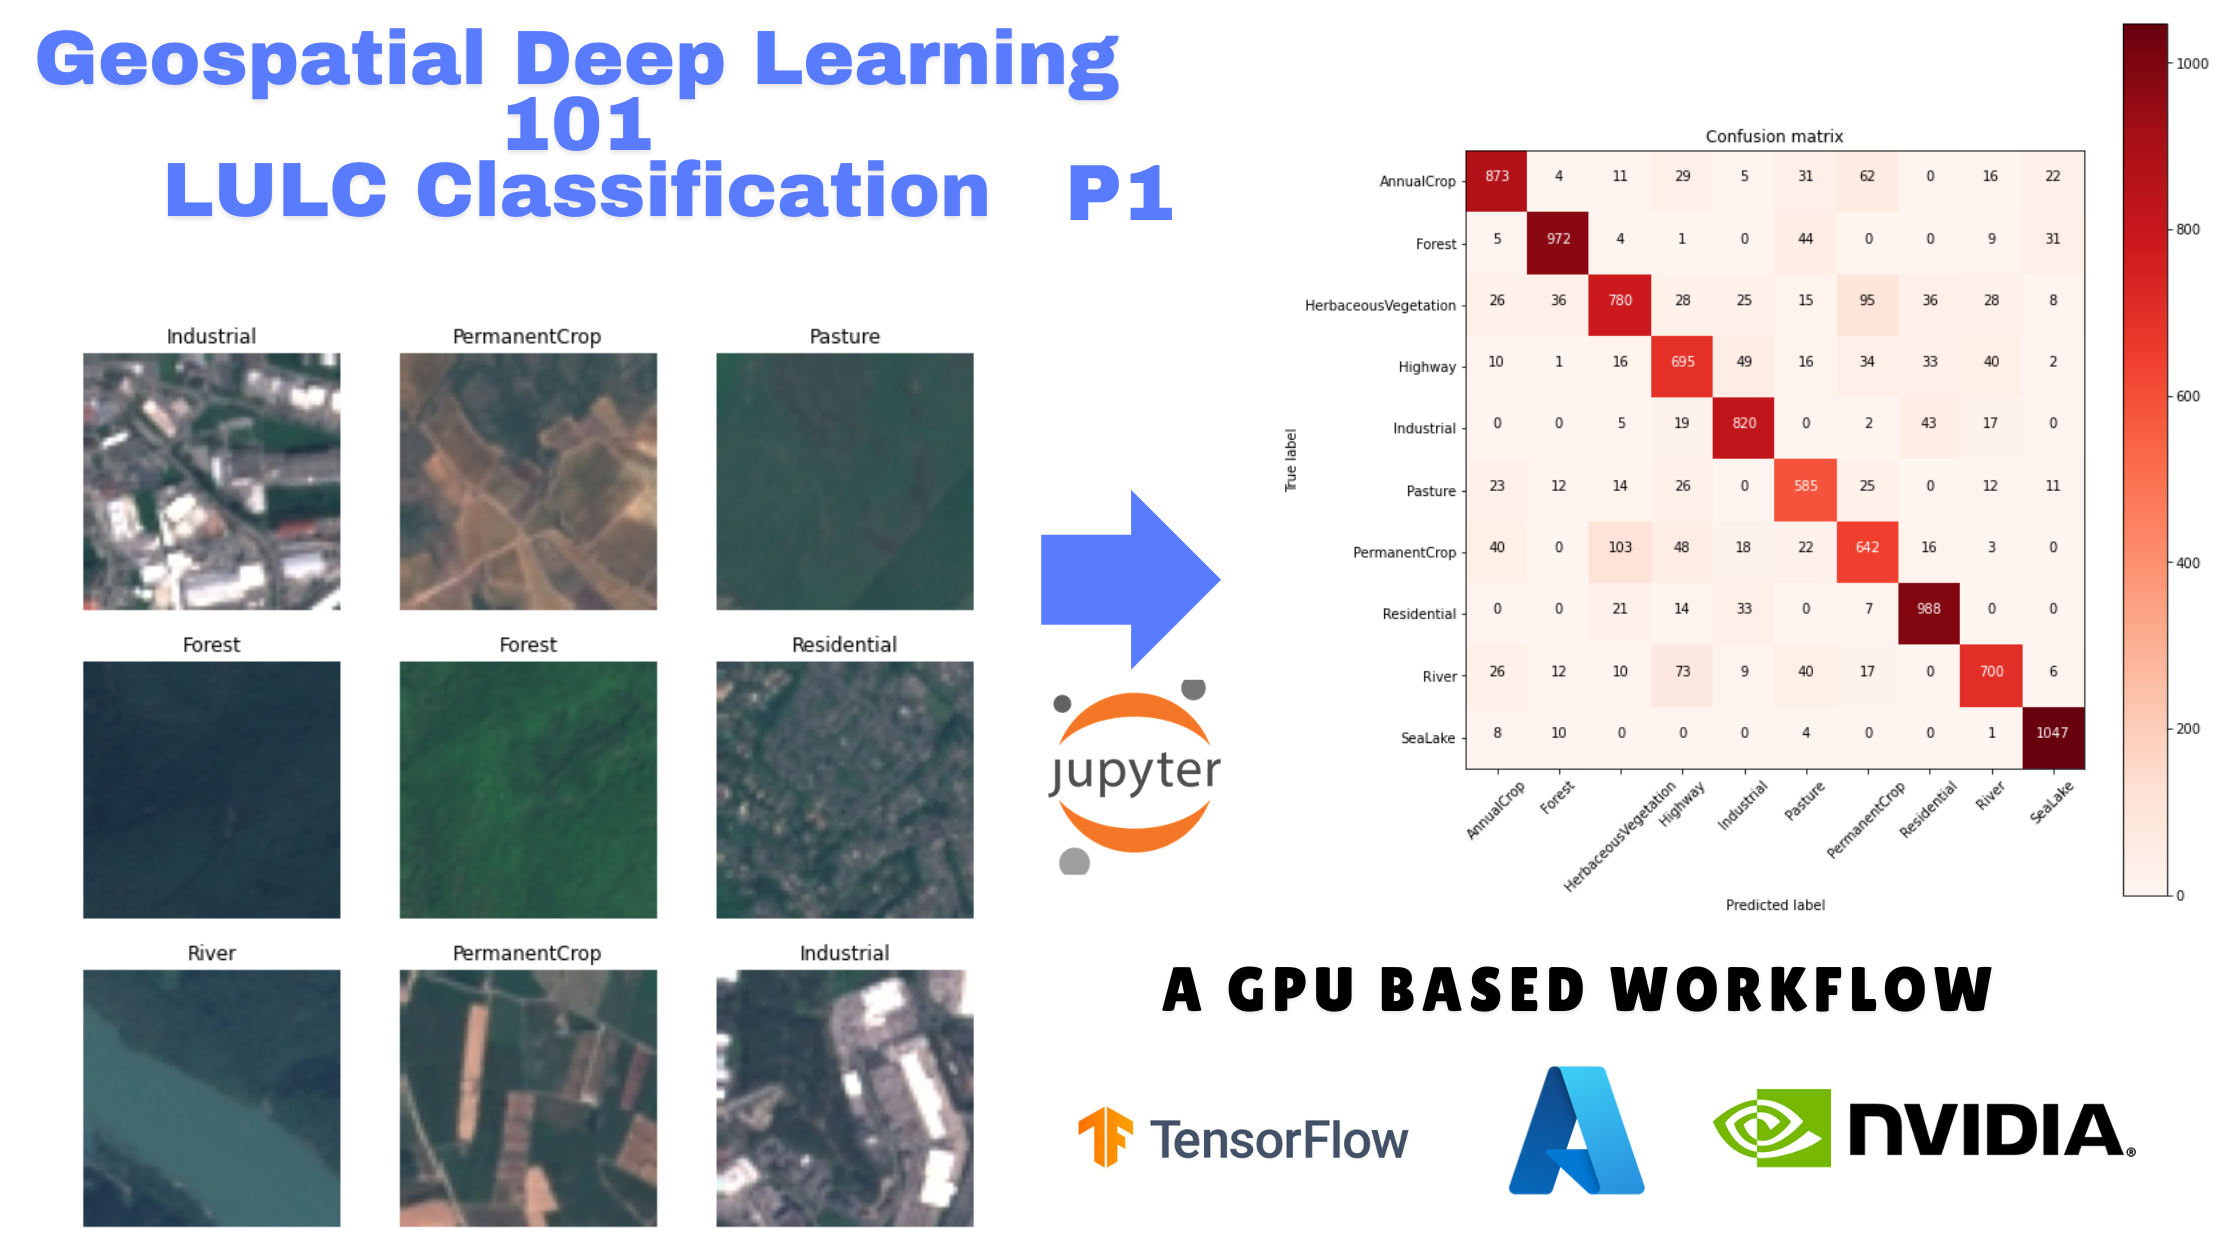 Geospatial Deep Learning
101
LULC Classification P1
Industrial PermanentCrop Pasture
Forest Forest Residential
River PermanentCrop Industrial
jupyter
Confusion matrix
True label
AnnualCrop 873 4 11 29 5 31 62 0 16 22
Forest 5 972 4 1 0 44 0 0 9 31
HerbaceousVegetation 26 36 780 28 25 15 95 36 28 8
Highway 10 1 16 695 49 16 34 33 40 2
Industrial 0 0 5 19 820 0 2 43 17 0
Pasture 23 12 14 26 0 585 25 0 12 11
PermanentCrop 40 0 103 48 18 22 642 16 3 0
Residential 0 0 21 14 33 0 7 988 0 0
River 26 12 10 73 9 40 17 0 700 6
SeaLake 8 10 0 0 0 4 0 0 1 1047
AnnualCrop Forest HerbaceousVegetation Highway Industrial Pasture PermanentCrop Residential River SeaLake
Predicted label
1000
800
600
400
200
0
A GPU BASED WORKFLOW
TensorFlow
NVIDIA®